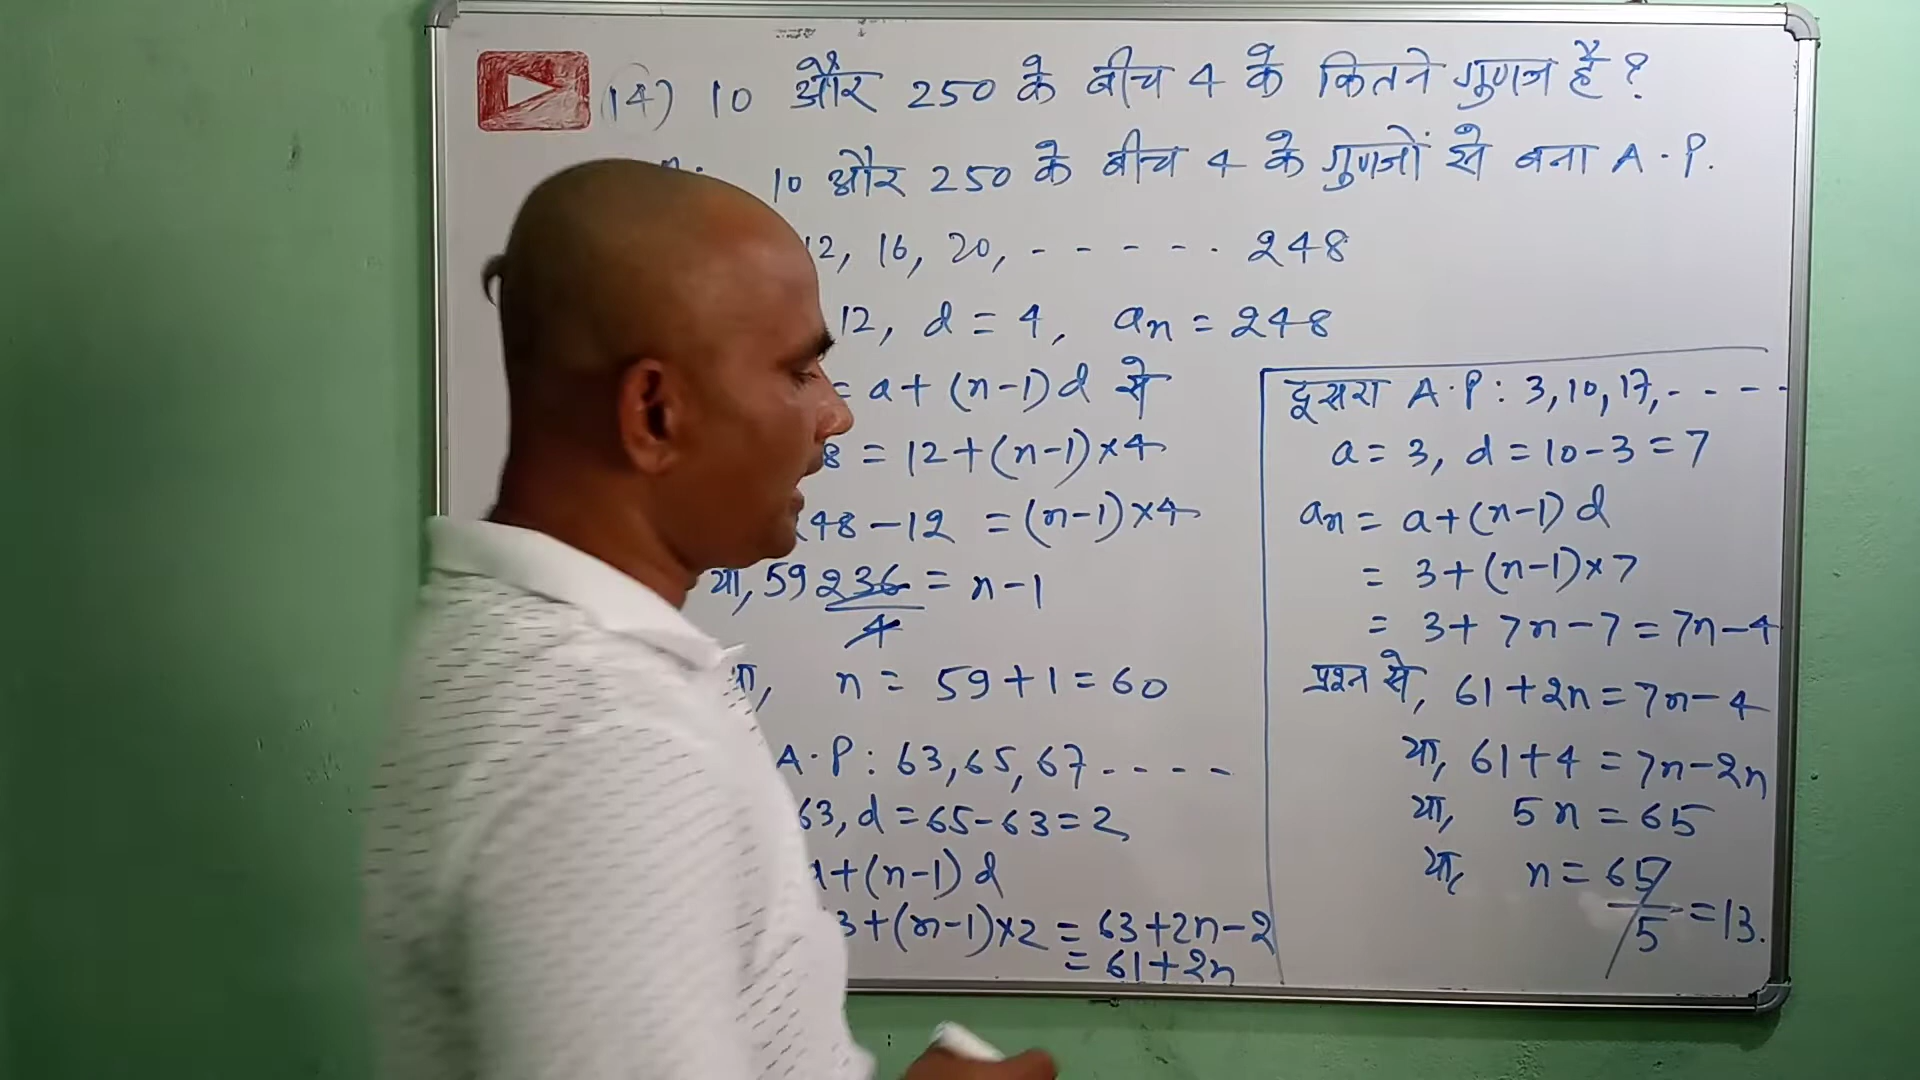 14) 10 और 250 के बीच 4 के कितने गुणज है ?
10 और 250 के बीच 4 के गुणजों से बना A.P.
12, 16, 20, - - - - - - 248
12, d = 4, an = 248
= a + (n-1) d से
8 = 12 + (n-1)×4
48 - 12 = (n-1)×4
या, 59 236/4 = n - 1
या, n = 59 + 1 = 60
A.P : 63, 65, 67 - - - -
63, d = 65 - 63 = 2
a + (n-1) d
3 + (n-1)×2 = 63 + 2n - 2
= 61 + 2n
दूसरा A.P : 3, 10, 17, - - - -
a = 3, d = 10 - 3 = 7
an = a + (n-1) d
= 3 + (n-1)×7
= 3 + 7n - 7 = 7n - 4
प्रश्न से, 61 + 2n = 7n - 4
या, 61 + 4 = 7n - 2n
या, 5n = 65
या, n = 65/5 = 13.